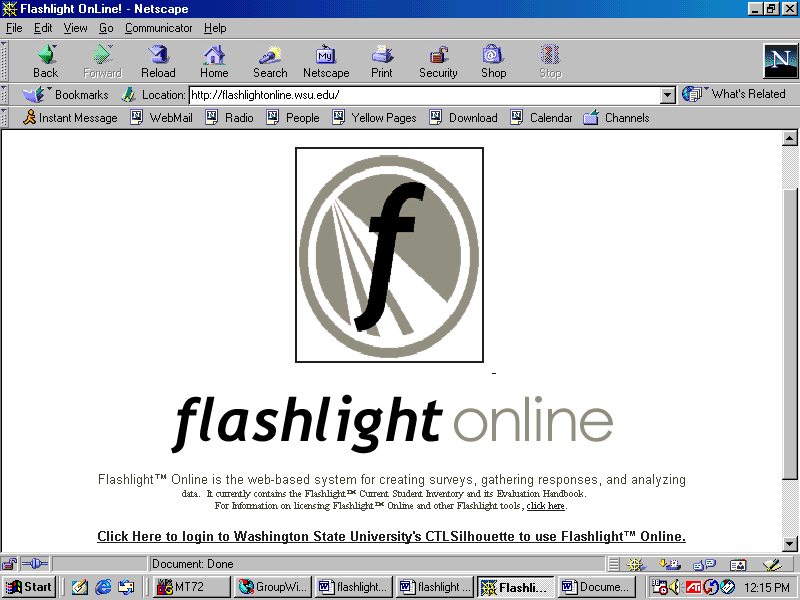 Flashlight OnLine! - Netscape
File Edit View Go Communicator Help
Back Forward Reload Home Search Netscape Print Security Shop Stop
My
N
Bookmarks Location: http://flashlightonline.wsu.edu/ What's Related
Instant Message WebMail Radio People Yellow Pages Download Calendar Channels
f
flashlight online
Flashlight™ Online is the web-based system for creating surveys, gathering responses, and analyzing
data. It currently contains the Flashlight™ Current Student Inventory and its Evaluation Handbook.
For Information on licensing Flashlight™ Online and other Flashlight tools, click here.
Click Here to login to Washington State University's CTLSilhouette to use Flashlight™ Online.
Document: Done
Start MT72 GroupWi... flashlight... flashlight ... Flashli... Docume... 12:15 PM